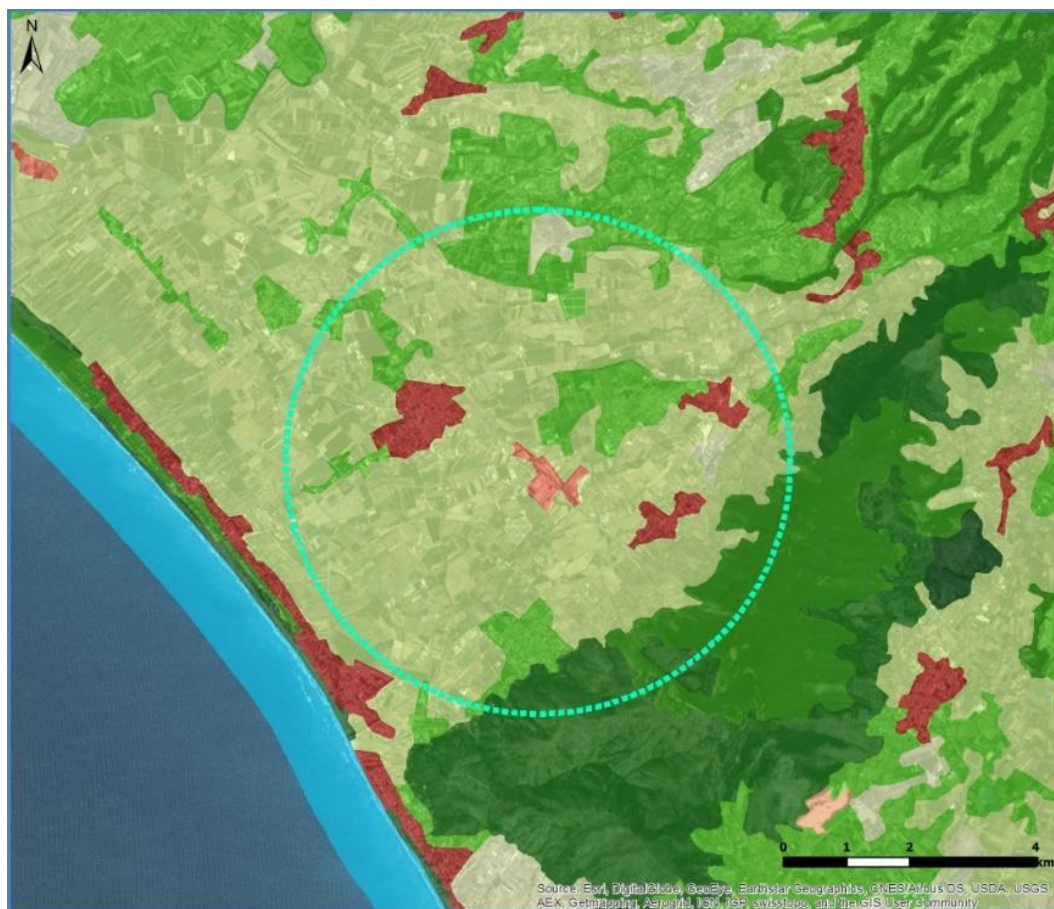 N
0 1 2 4
km
Source: Esri, DigitalGlobe, GeoEye, Earthstar Geographics, CNES/Airbus DS, USDA, USGS
AEX, Getmapping, Aerogrid, IGN, IGP, swisstopo, and the GIS User Community